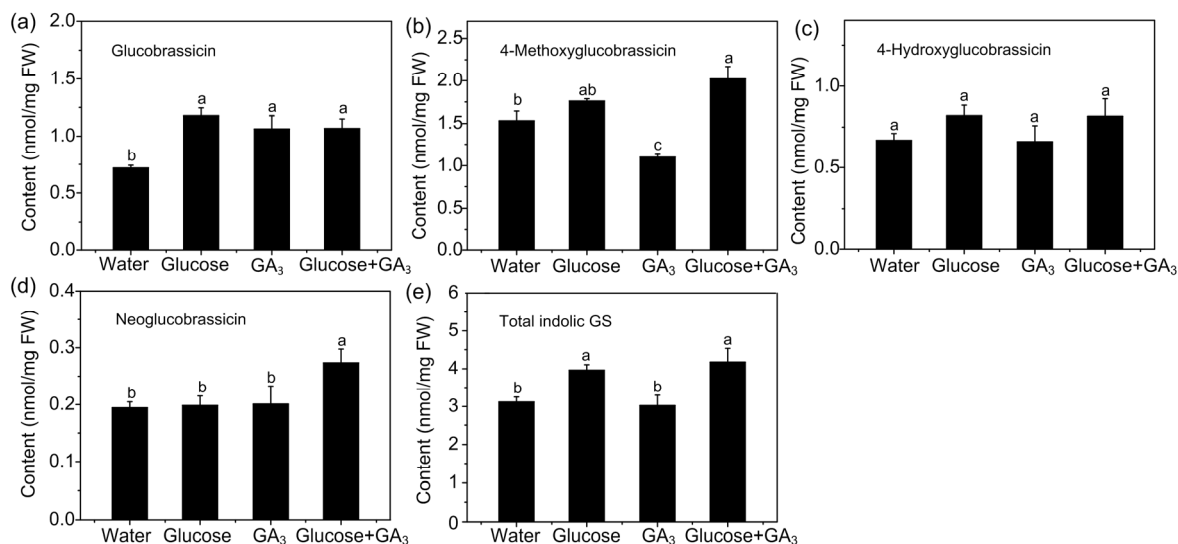 (a)
Glucobrassicin
Content (nmol/mg FW)
2.0
1.5
1.0
0.5
0.0
b
a
a
a
Water Glucose GA₃ Glucose+GA₃
(b)
4-Methoxyglucobrassicin
Content (nmol/mg FW)
2.5
2.0
1.5
1.0
0.5
0.0
b
ab
c
a
Water Glucose GA₃ Glucose+GA₃
(c)
4-Hydroxyglucobrassicin
Content (nmol/mg FW)
1.0
0.5
0.0
a
a
a
a
Water Glucose GA₃ Glucose+GA₃
(d)
Neoglucobrassicin
Content (nmol/mg FW)
0.4
0.3
0.2
0.1
0.0
b
b
b
a
Water Glucose GA₃ Glucose+GA₃
(e)
Total indolic GS
Content (nmol/mg FW)
6
5
4
3
2
1
0
b
a
b
a
Water Glucose GA₃ Glucose+GA₃